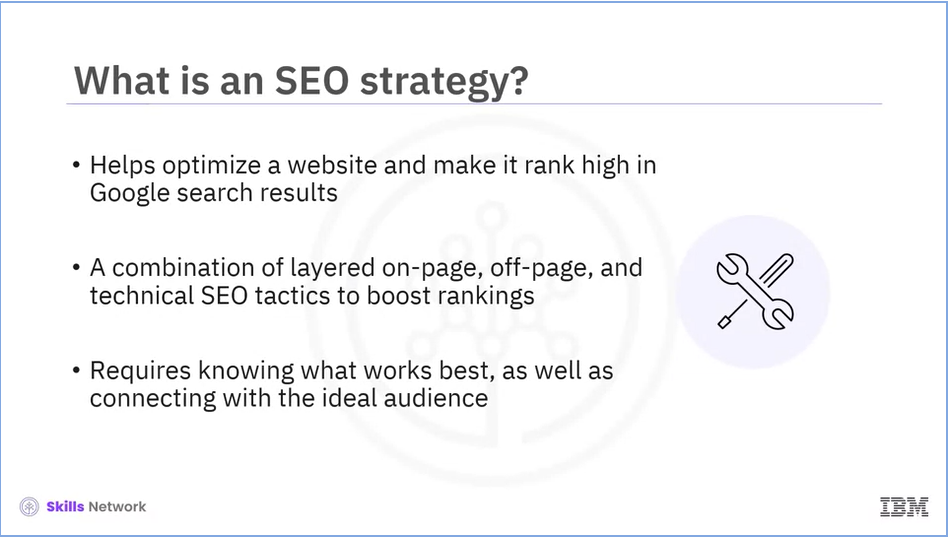 What is an SEO strategy?
• Helps optimize a website and make it rank high in
Google search results
• A combination of layered on-page, off-page, and
technical SEO tactics to boost rankings
• Requires knowing what works best, as well as
connecting with the ideal audience
Skills Network
IBM